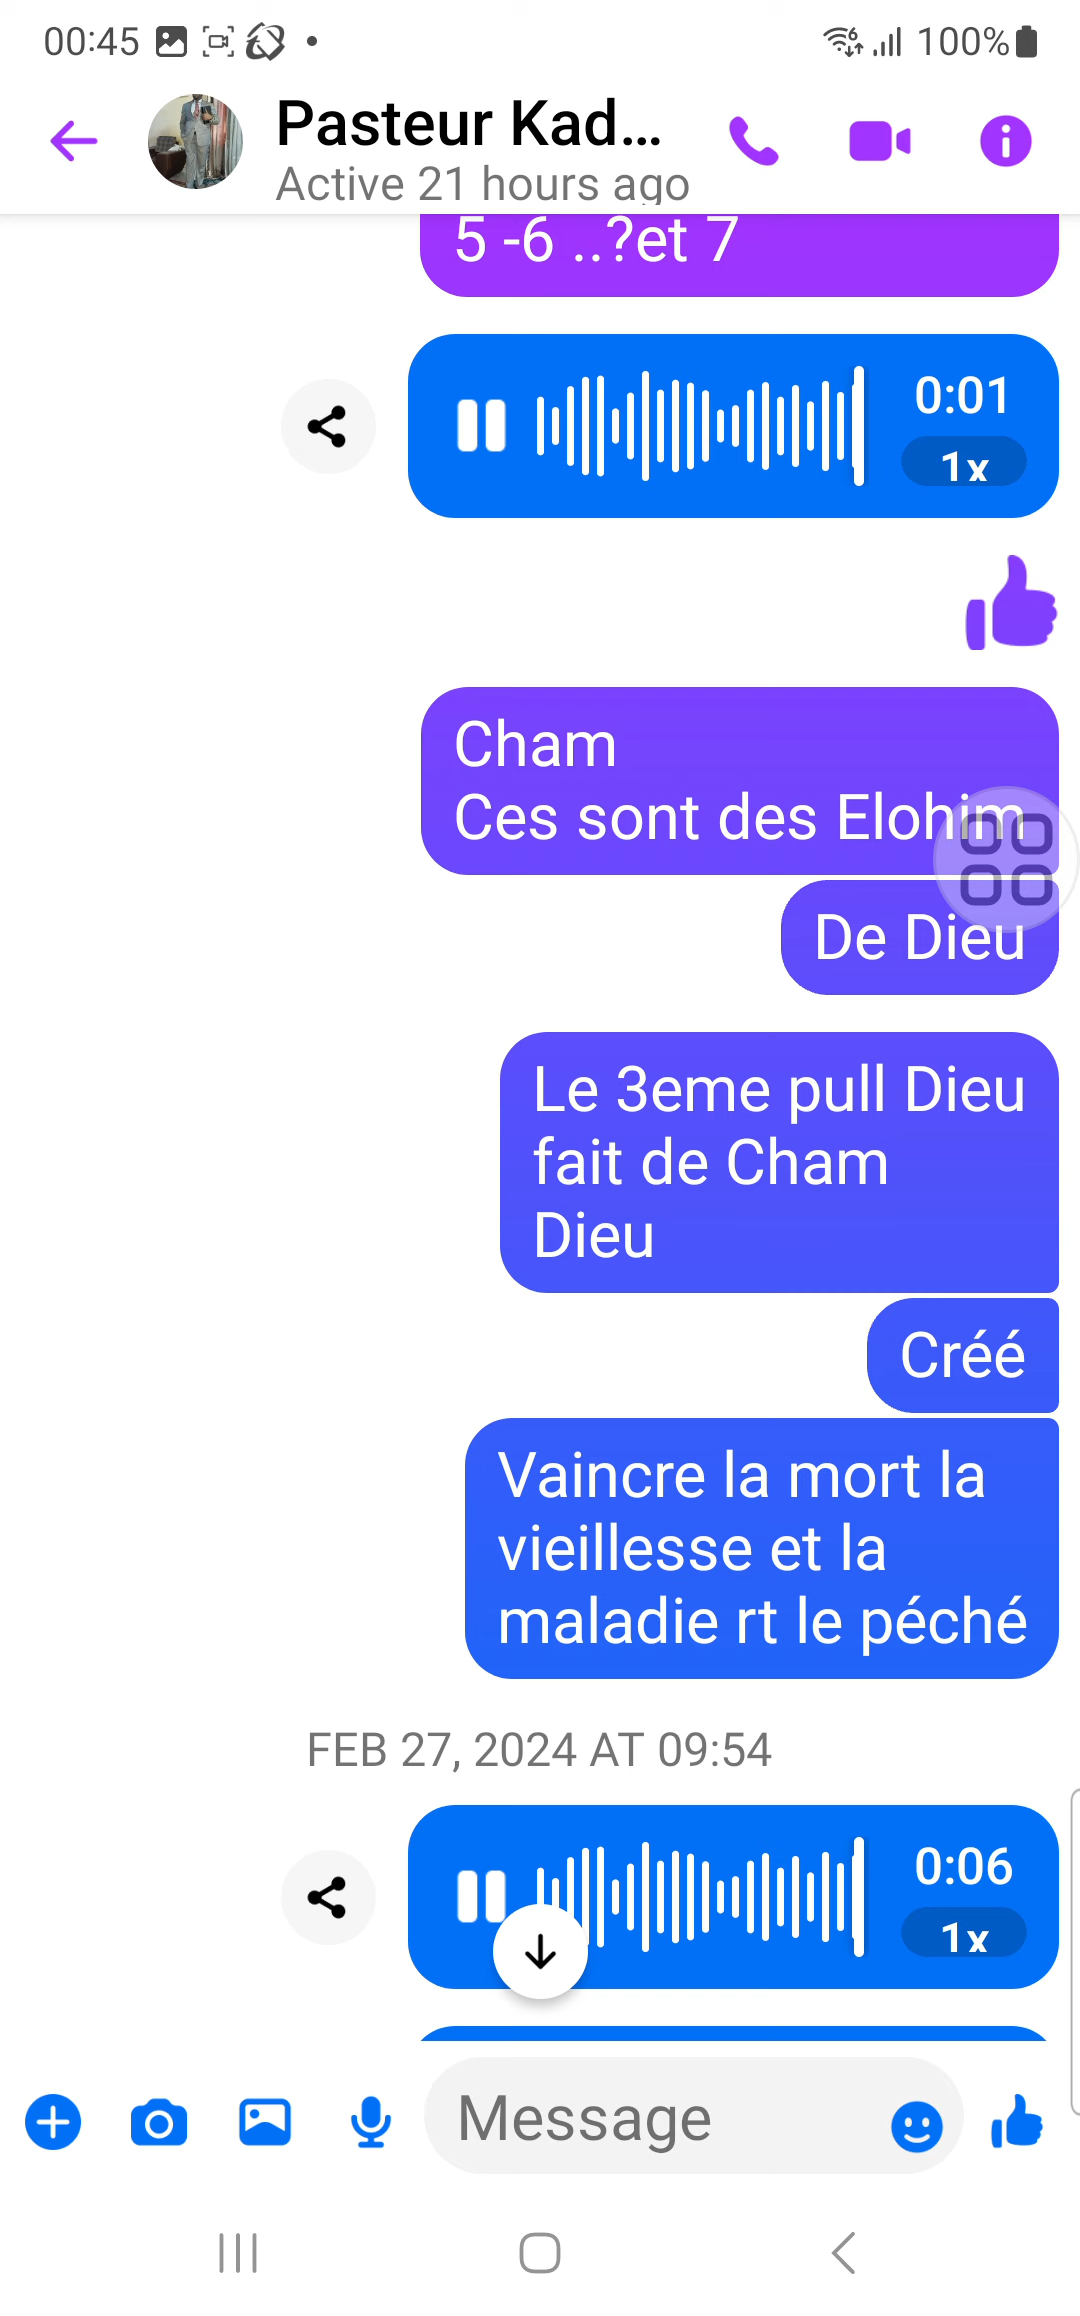 00:45
100%
Pasteur Kad...
Active 21 hours ago
5 -6 ..?et 7
0:01
1x
Cham
Ces sont des Elohim
De Dieu
Le 3eme pull Dieu
fait de Cham
Dieu
Créé
Vaincre la mort la
vieillesse et la
maladie rt le péché
FEB 27, 2024 AT 09:54
0:06
1x
Message